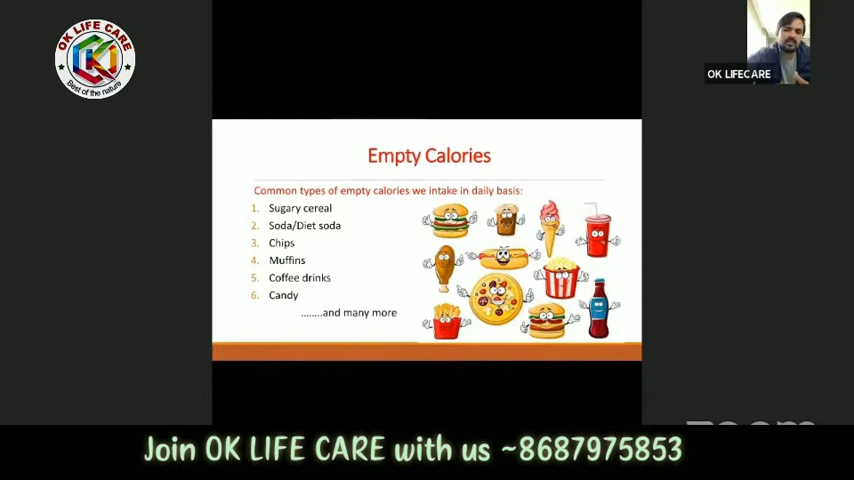 OK LIFE CARE
Best of the nature
OK LIFECARE
Empty Calories
Common types of empty calories we intake in daily basis:
1. Sugary cereal
2. Soda/Diet soda
3. Chips
4. Muffins
5. Coffee drinks
6. Candy
........and many more
zoom
Join OK LIFE CARE with us ~8687975853